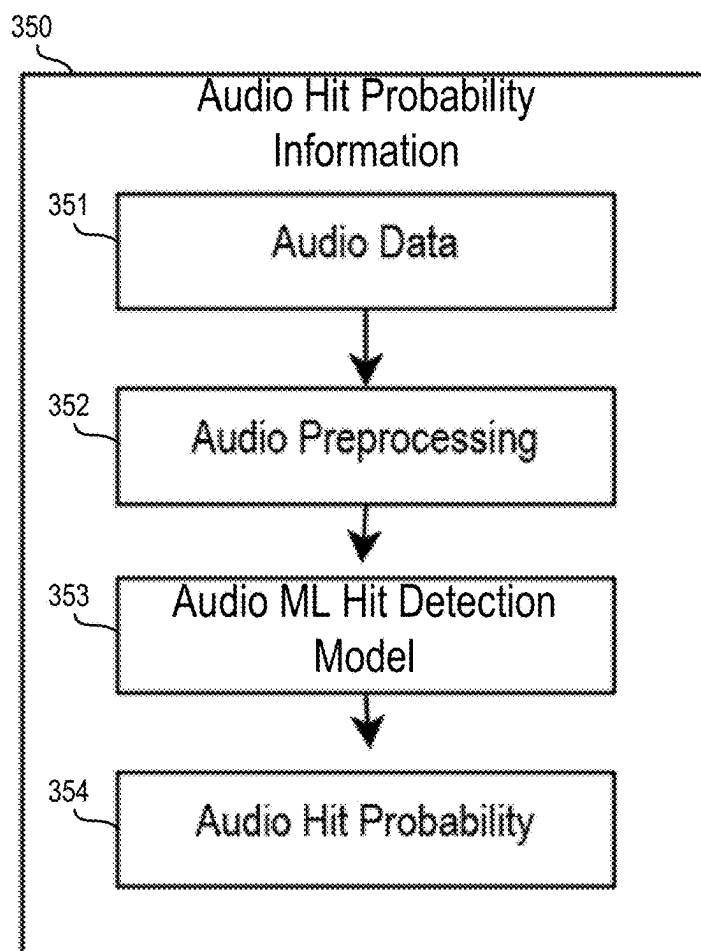 350
Audio Hit Probability
Information
351
Audio Data
352
Audio Preprocessing
353
Audio ML Hit Detection
Model
354
Audio Hit Probability